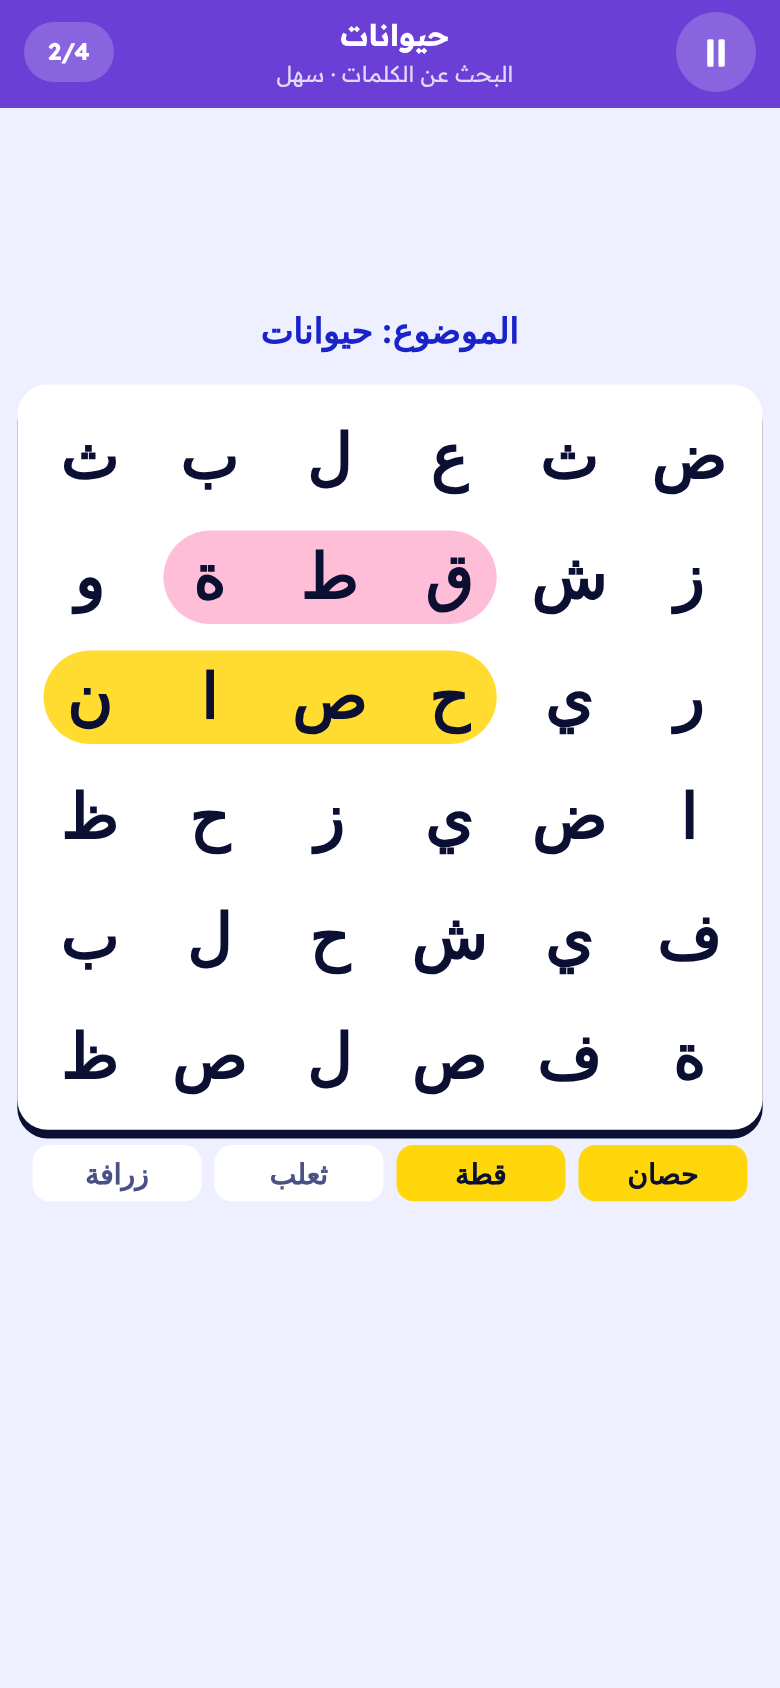 حيوانات
البحث عن الكلمات · سهل
2/4
الموضوع: حيوانات
ض ث ع ل ب ث
ز ش ق ط ة و
ر ي ح ص ا ن
ا ض ي ز ح ظ
ف ي ش ح ل ب
ة ف ص ل ص ظ
حصان قطة ثعلب زرافة